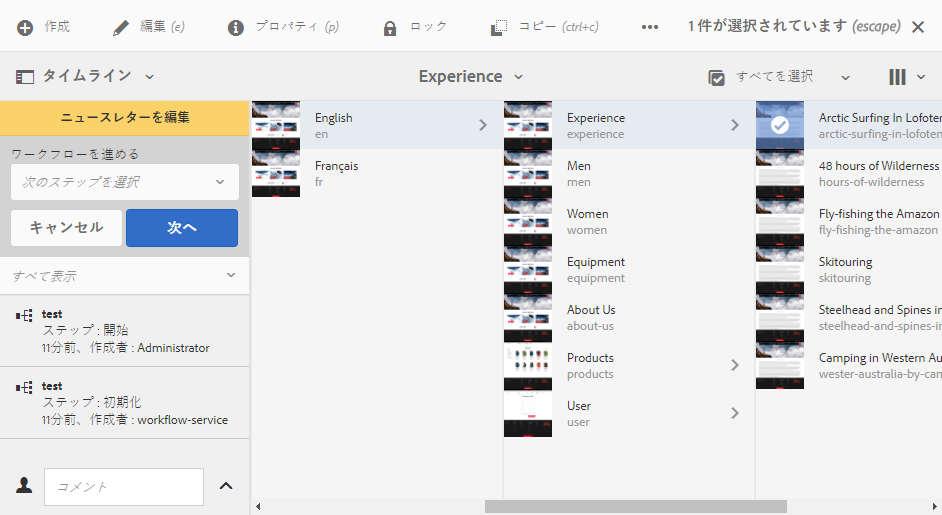 作成 編集 (e) プロパティ (p) ロック コピー (ctrl+c) 1 件が選択されています (escape)
タイムライン Experience すべてを選択
ニュースレターを編集
ワークフローを進める
次のステップを選択
キャンセル 次へ
すべて表示
test
ステップ : 開始
11分前、作成者 : Administrator
test
ステップ : 初期化
11分前、作成者 : workflow-service
コメント
English
en
Français
fr
Experience
experience
Men
men
Women
women
Equipment
equipment
About Us
about-us
Products
products
User
user
Arctic Surfing In Lofoten
arctic-surfing-in-lofoten
48 hours of Wilderness
hours-of-wilderness
Fly-fishing the Amazon
fly-fishing-the-amazon
Skitouring
skitouring
Steelhead and Spines in
steelhead-and-spines-in
Camping in Western Au
wester-australia-by-cam